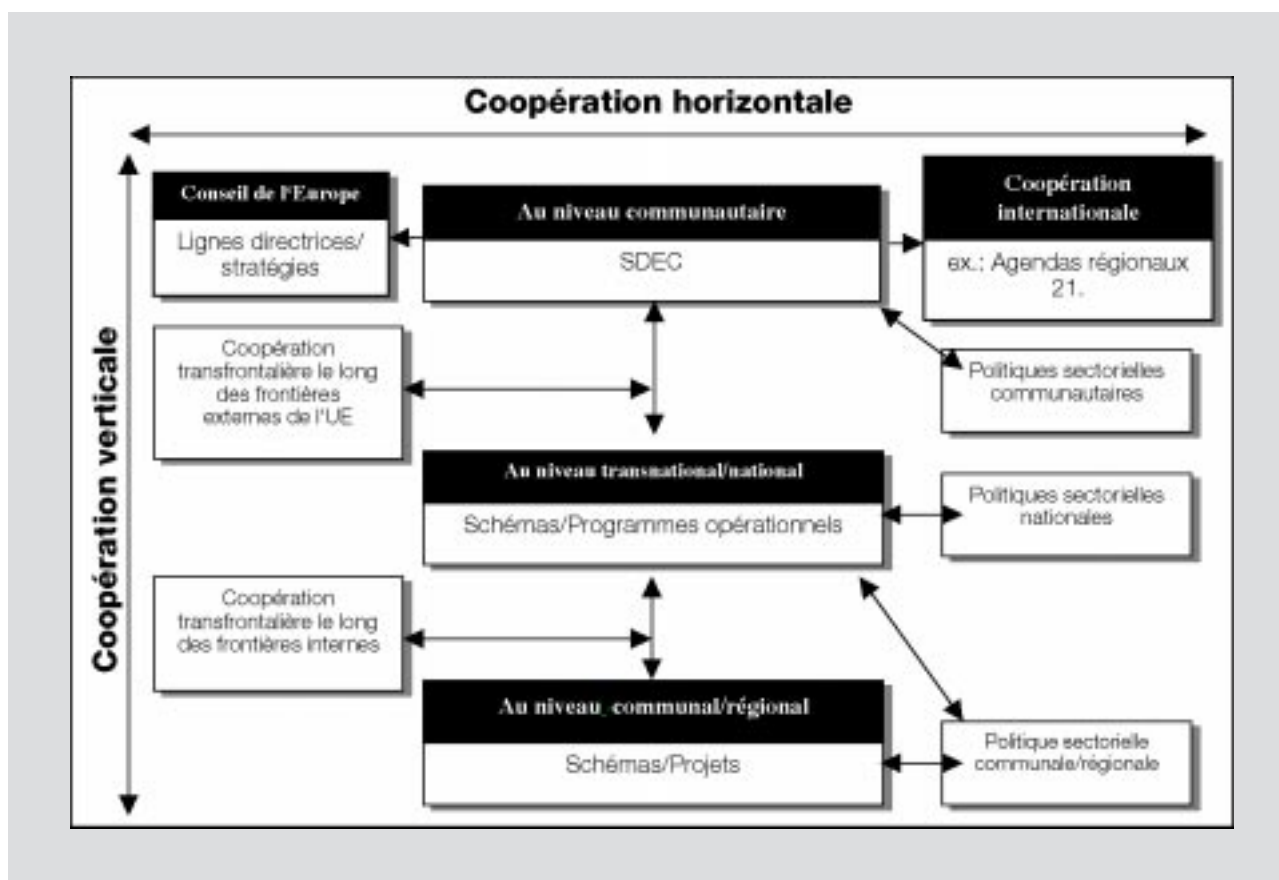 Coopération horizontale
Coopération verticale
Conseil de l'Europe
Lignes directrices/
stratégies
Au niveau communautaire
SDEC
Coopération
internationale
ex.: Agendas régionaux
21.
Coopération
transfrontalière le long
des frontières
externes de l'UE
Politiques sectorielles
communautaires
Au niveau transnational/national
Schémas/Programmes opérationnels
Politiques sectorielles
nationales
Coopération
transfrontalière le long
des frontières internes
Au niveau communal/régional
Schémas/Projets
Politique sectorielle
communale/régionale